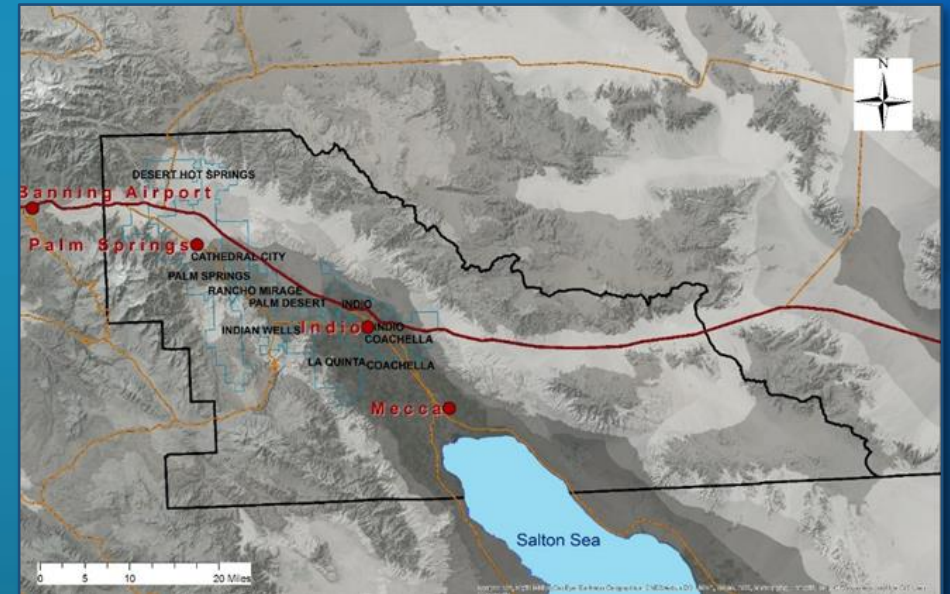 N
DESERT HOT SPRINGS
Banning Airport
Palm Springs
CATHEDRAL CITY
PALM SPRINGS
RANCHO MIRAGE
PALM DESERT
INDIO
INDIAN WELLS
Indio
INDIO
COACHELLA
LA QUINTA
COACHELLA
Mecca
Salton Sea
0 5 10 20 Miles